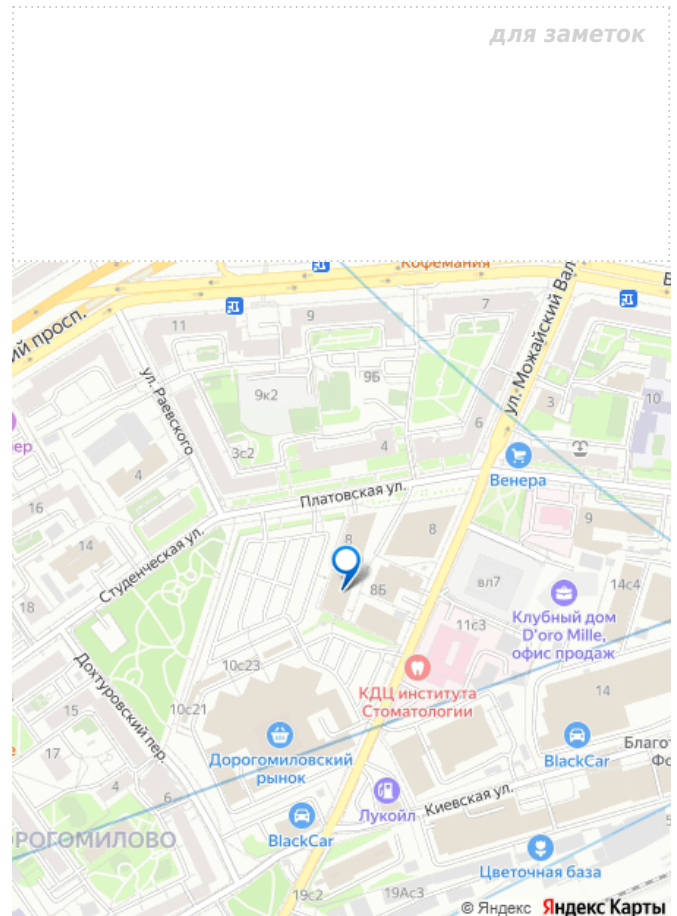 для заметок
Кофемания
ий просп.
ул. Можайский Вал
11
9
7
ул. Раевского
9к2
9Б
6
3
10
3с2
4
ер
4
Венера
16
Платовская ул.
9
14
8
8
Студенческая ул.
8Б
вл7
14с4
18
Клубный дом
D'oro Mille,
офис продаж
11с3
10с23
КДЦ института
Стоматологии
14
Дохтуровский пер.
15
10с21
Дорогомиловский
рынок
BlackCar
Благот
Фо
17
4
6
Лукойл
Киевская ул.
BlackCar
РОГОМИЛОВО
Цветочная база
19с2
19Ас3
© Яндекс Яндекс Карты